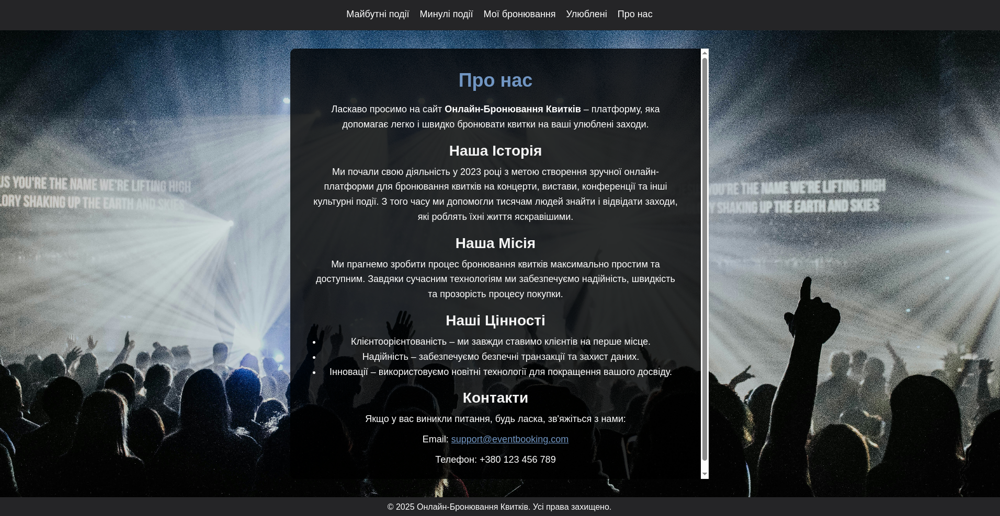 Майбутні події Минулі події Мої бронювання Улюблені Про нас
Про нас
Ласкаво просимо на сайт Онлайн-Бронювання Квитків – платформу, яка
допомагає легко і швидко бронювати квитки на ваші улюблені заходи.
Наша Історія
Ми почали свою діяльність у 2023 році з метою створення зручної онлайн-
платформи для бронювання квитків на концерти, вистави, конференції та інші
культурні події. З того часу ми допомогли тисячам людей знайти і відвідати заходи,
які роблять їхні життя яскравішими.
US YOU'RE THE NAME WE'RE LIFTING HIGH
LORY SHAKING UP THE EARTH AND SKIES
YOU'RE THE NAME WE'RE LIFTING HIGH
SHAKING UP THE EARTH AND SKIES
Наша Місія
Ми прагнемо зробити процес бронювання квитків максимально простим та
доступним. Завдяки сучасним технологіям ми забезпечуємо надійність, швидкість
та прозорість процесу покупки.
Наші Цінності
• Клієнтоорієнтованість – ми завжди ставимо клієнтів на перше місце.
• Надійність – забезпечуємо безпечні транзакції та захист даних.
• Інновації – використовуємо новітні технології для покращення вашого досвіду.
Контакти
Якщо у вас виникли питання, будь ласка, зв'яжіться з нами:
Email: support@eventbooking.com
Телефон: +380 123 456 789
© 2025 Онлайн-Бронювання Квитків. Усі права захищено.